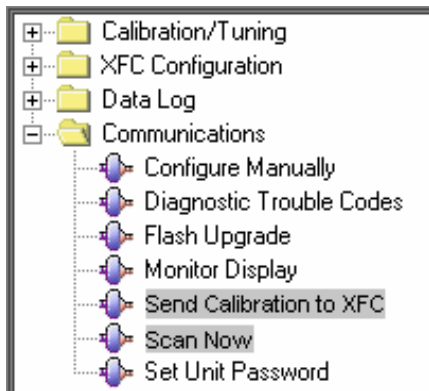 Calibration/Tuning
XFC Configuration
Data Log
Communications
Configure Manually
Diagnostic Trouble Codes
Flash Upgrade
Monitor Display
Send Calibration to XFC
Scan Now
Set Unit Password